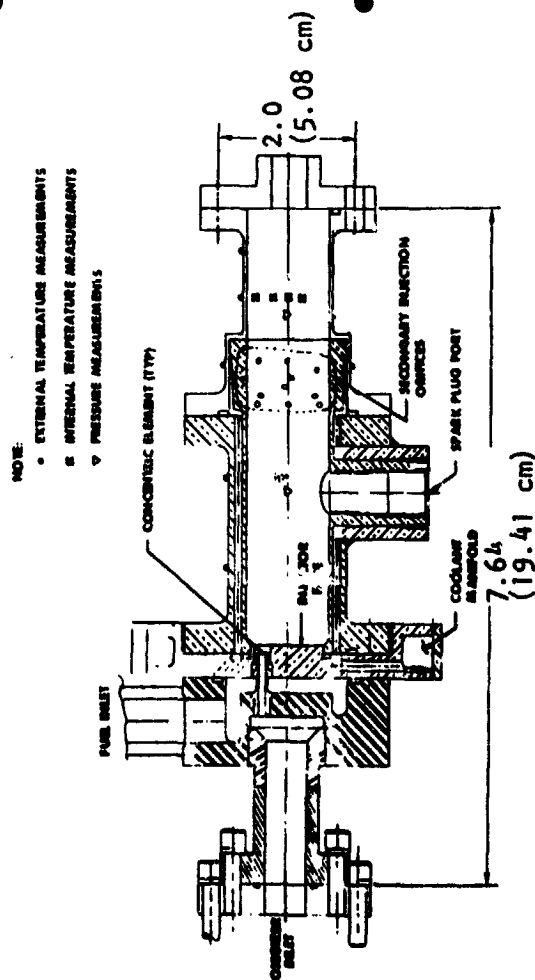 NOTE:
• EXTERNAL TEMPERATURE MEASUREMENTS
■ INTERNAL TEMPERATURE MEASUREMENTS
▽ PRESSURE MEASUREMENTS
CONCENTRIC ELEMENT (TYP)
FUEL INLET
INLET
2.0
(5.08 cm)
SECONDARY INJECTION
ORIFICES
SPARK PLUG PORT
COOLANT
MANIFOLD
7.64
(19.41 cm)